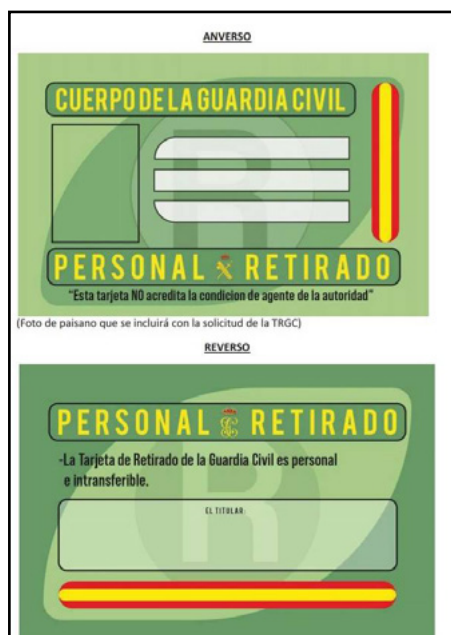 ANVERSO
CUERPO DE LA GUARDIA CIVIL
R
PERSONAL RETIRADO
"Esta tarjeta NO acredita la condicion de agente de la autoridad"
(Foto de paisano que se incluirá con la solicitud de la TRGC)
REVERSO
PERSONAL RETIRADO
-La Tarjeta de Retirado de la Guardia Civil es personal
e intransferible.
EL TITULAR
R